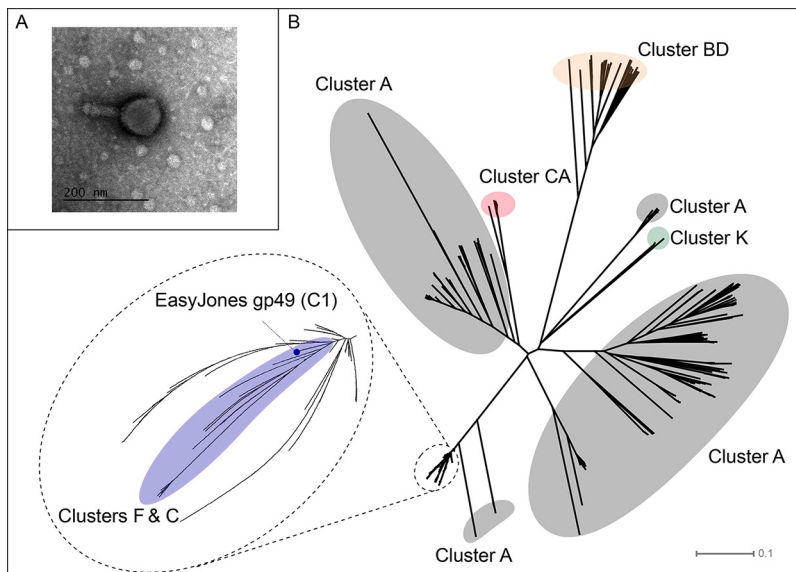 A
200 nm
B
Cluster BD
Cluster A
Cluster CA
Cluster A
Cluster K
EasyJones gp49 (C1)
Cluster A
Clusters F & C
Cluster A
0.1